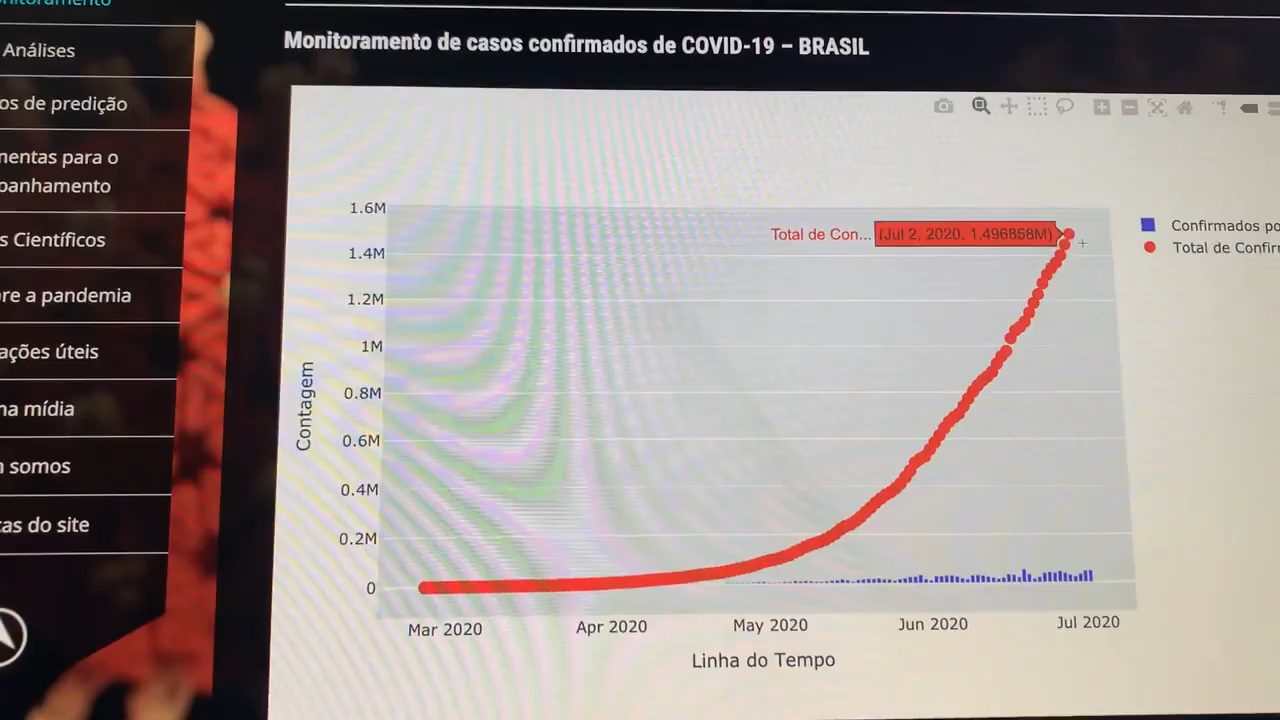 Análises
os de predição
mentas para o
panhamento
s Científicos
re a pandemia
ações úteis
na mídia
somos
as do site
Monitoramento de casos confirmados de COVID-19 – BRASIL
Total de Con... (Jul 2, 2020, 1.496858M)
Confirmados po
Total de Confir
1.6M
1.4M
1.2M
1M
0.8M
0.6M
0.4M
0.2M
0
Contagem
Mar 2020
Apr 2020
May 2020
Jun 2020
Jul 2020
Linha do Tempo